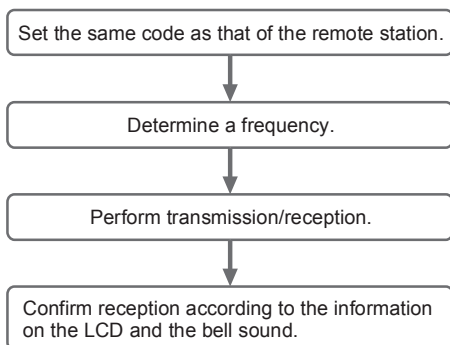 Set the same code as that of the remote station.
Determine a frequency.
Perform transmission/reception.
Confirm reception according to the information
on the LCD and the bell sound.